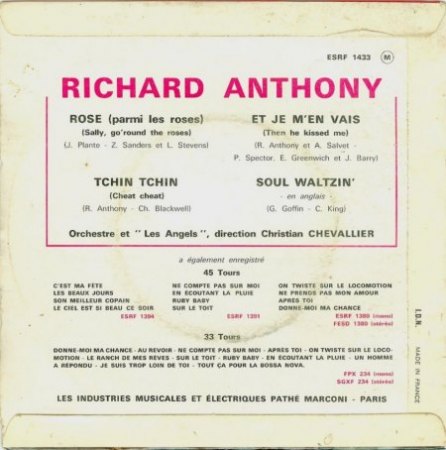 ESRF 1433 M
RICHARD ANTHONY
ROSE (parmi les roses)
(Sally, go'round the roses)
(J. Plante - Z. Sanders et L. Stevens)
ET JE M'EN VAIS
(Then he kissed me)
(R. Anthony et A. Salvet -
P. Spector, E. Greenwich et J. Barry)
TCHIN TCHIN
(Cheat cheat)
(R. Anthony - Ch. Blackwell)
SOUL WALTZIN'
- en anglais -
(G. Goffin - C. King)
Orchestre et "Les Angels", direction Christian CHEVALLIER
a également enregistré
45 Tours
C'EST MA FÊTE
LES BEAUX JOURS
SON MEILLEUR COPAIN
LE CIEL EST SI BEAU CE SOIR
ESRF 1394
NE COMPTE PAS SUR MOI
EN ÉCOUTANT LA PLUIE
RUBY BABY
SUR LE TOIT
ESRF 1391
ON TWISTE SUR LE LOCOMOTION
NE PRENDS PAS MON AMOUR
APRÈS TOI
DONNE-MOI MA CHANCE
ESRF 1380 (mono)
FESD 1380 (stéréo)
33 Tours
DONNE-MOI MA CHANCE - AU REVOIR - NE COMPTE PAS SUR MOI - APRÈS TOI - ON TWISTE SUR LE LOCO-
MOTION - LE RANCH DE MES RÊVES - SUR LE TOIT - RUBY BABY - EN ÉCOUTANT LA PLUIE - UN HOMME
A RÉPONDU - JE SUIS TROP LOIN DE TOI - TOUT ÇA POUR LA BOSSA NOVA.
FPX 234 (mono)
SGXF 234 (stéréo)
LES INDUSTRIES MUSICALES ET ÉLECTRIQUES PATHÉ MARCONI - PARIS
I.D.N.
MADE IN FRANCE